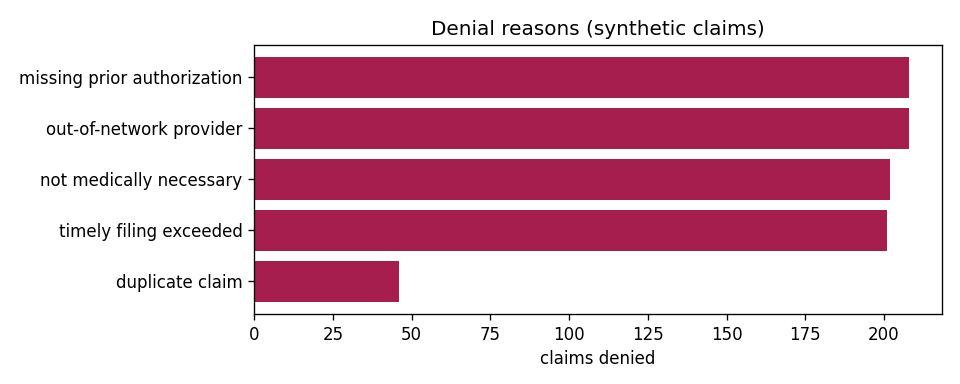 Denial reasons (synthetic claims)
missing prior authorization
out-of-network provider
not medically necessary
timely filing exceeded
duplicate claim
0 25 50 75 100 125 150 175 200
claims denied